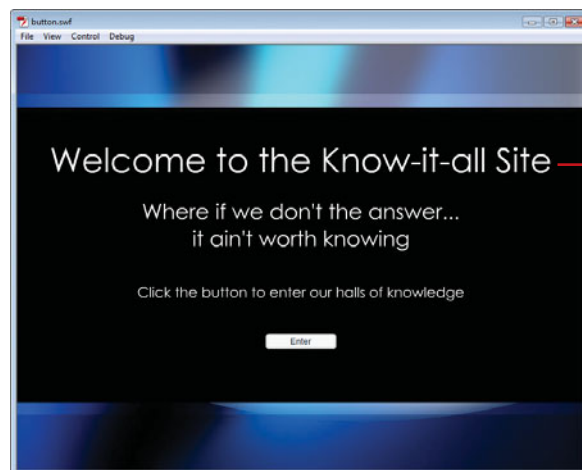 button.swf
File View Control Debug
Welcome to the Know-it-all Site
Where if we don't the answer...
it ain't worth knowing
Click the button to enter our halls of knowledge
Enter